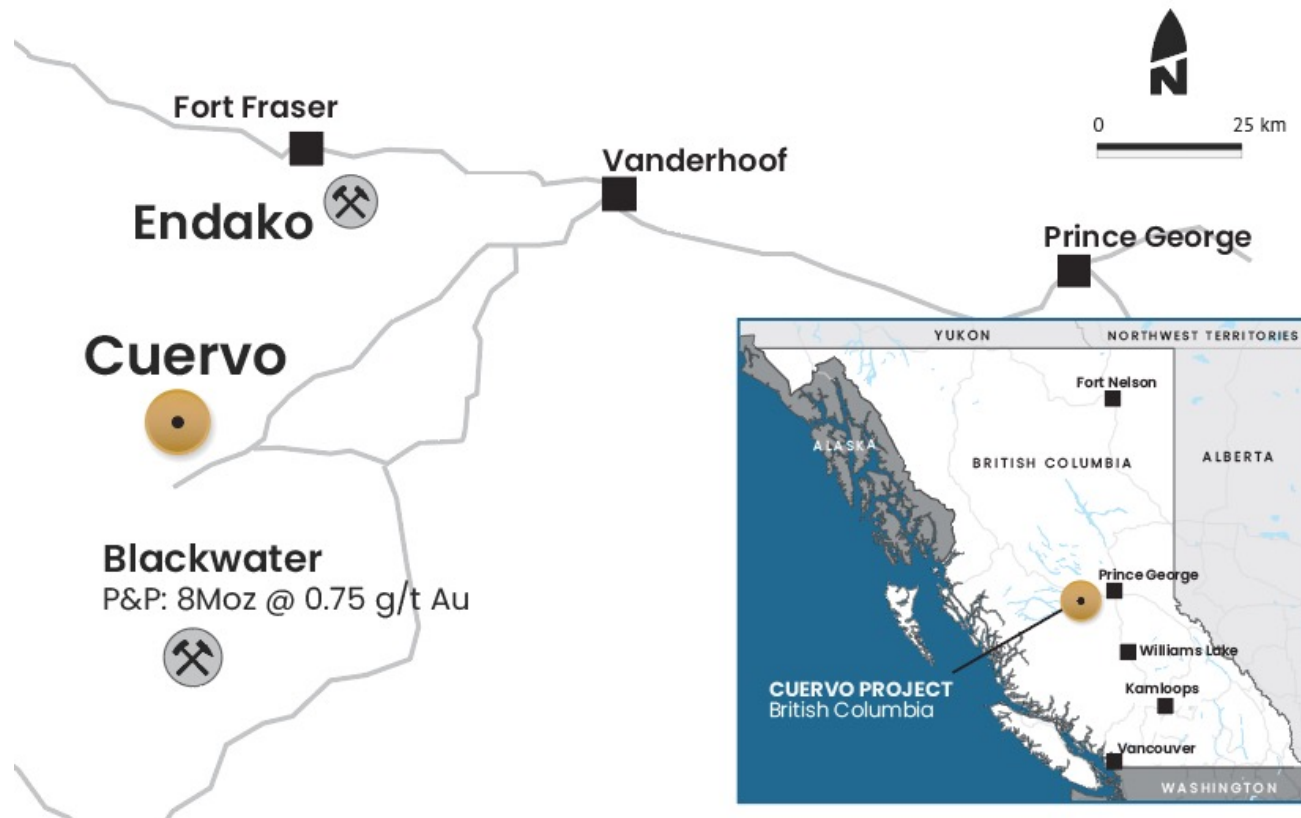 N
0 25 km
Fort Fraser
Vanderhoof
Endako
Prince George
Cuervo
Blackwater
P&P: 8Moz @ 0.75 g/t Au
YUKON
NORTHWEST TERRITORIES
Fort Nelson
ALASKA
BRITISH COLUMBIA
ALBERTA
Prince George
Williams Lake
CUERVO PROJECT
British Columbia
Kamloops
Vancouver
WASHINGTON